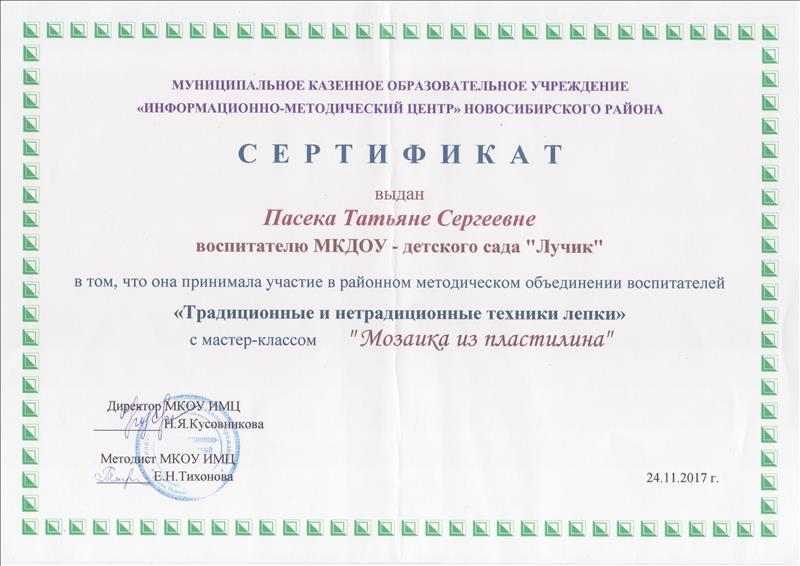 МУНИЦИПАЛЬНОЕ КАЗЕННОЕ ОБРАЗОВАТЕЛЬНОЕ УЧРЕЖДЕНИЕ
«ИНФОРМАЦИОННО-МЕТОДИЧЕСКИЙ ЦЕНТР» НОВОСИБИРСКОГО РАЙОНА
СЕРТИФИКАТ
выдан
Пасека Татьяне Сергеевне
воспитателю МКДОУ - детского сада "Лучик"
в том, что она принимала участие в районном методическом объединении воспитателей
«Традиционные и нетрадиционные техники лепки»
с мастер-классом "Мозаика из пластилина"
Директор МКОУ ИМЦ
Н.Я.Кусовникова
Методист МКОУ ИМЦ
Е.Н.Тихонова
24.11.2017 г.